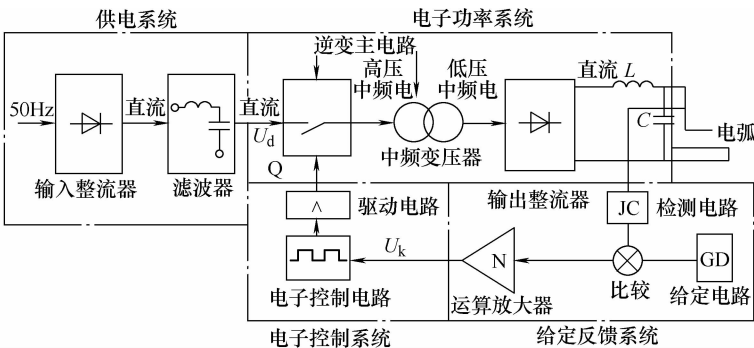 供电系统
电子功率系统
逆变主电路
高压
中频电
低压
中频电
直流 L
50Hz
直流
直流
U_d
C
电弧
中频变压器
Q
输入整流器
滤波器
输出整流器
^
驱动电路
JC
检测电路
U_k
N
GD
电子控制电路
运算放大器
比较
给定电路
电子控制系统
给定反馈系统